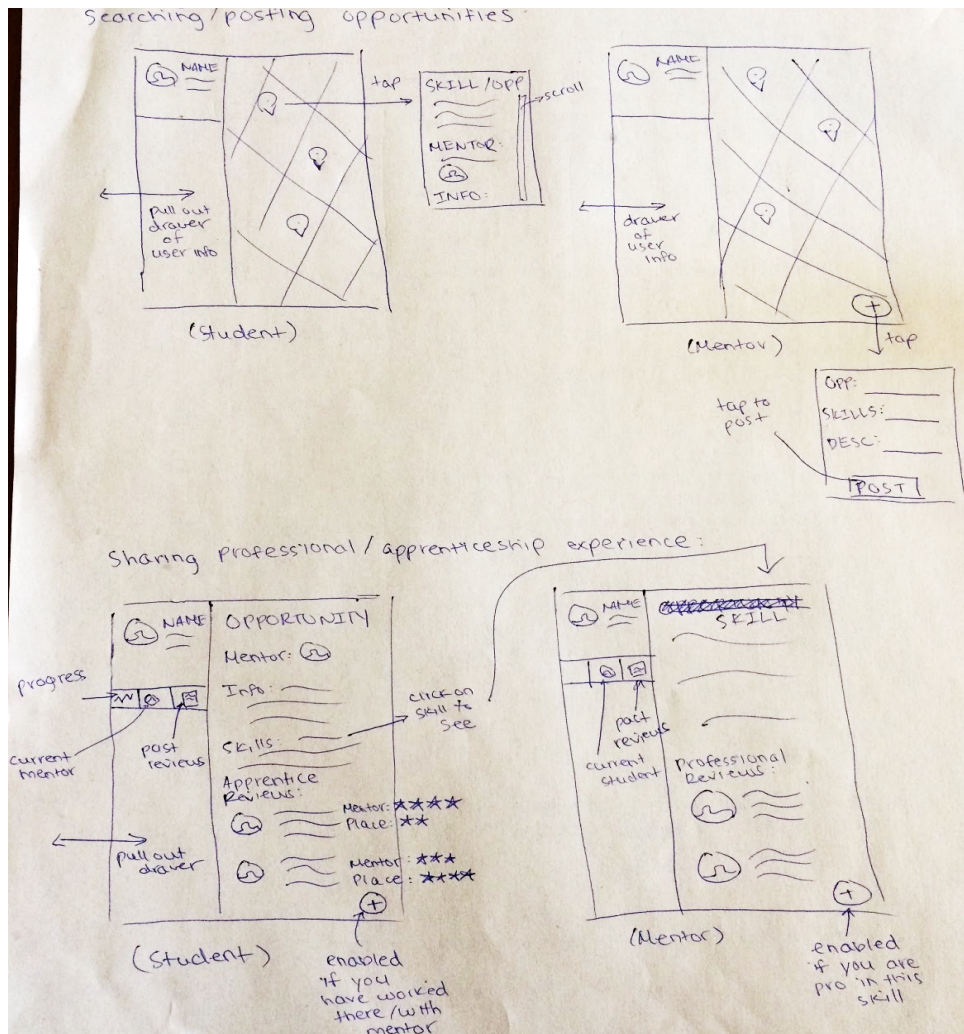 searching/posting opportunities
NAME
pull out
drawer
of
user info
(Student)
tap
SKILL/OPP
scroll
MENTOR:
INFO:
NAME
drawer
of
user
info
(Mentor)
+
tap
tap to
post
OPP:
SKILLS:
DESC:
POST
Sharing professional/apprenticeship experience:
NAME
progress
current
mentor
past
reviews
pull out
drawer
OPPORTUNITY
Mentor:
Info:
Skills:
click on
skill to
see
Apprentice
Reviews:
Mentor: ★★★★
Place: ★★
Mentor: ★★★
Place: ★★★★
+
(Student)
enabled
if you
have worked
there/with
mentor
NAME
current
student
past
reviews
SKILL
Professional
Reviews:
+
(Mentor)
enabled
if you are
pro in this
skill